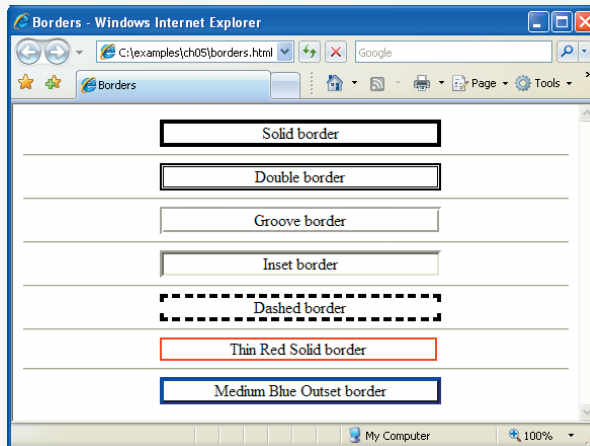 Borders - Windows Internet Explorer
C:\examples\ch05\borders.html
Google
Borders
Page
Tools
»
Solid border
Double border
Groove border
Inset border
Dashed border
Thin Red Solid border
Medium Blue Outset border
My Computer
100%